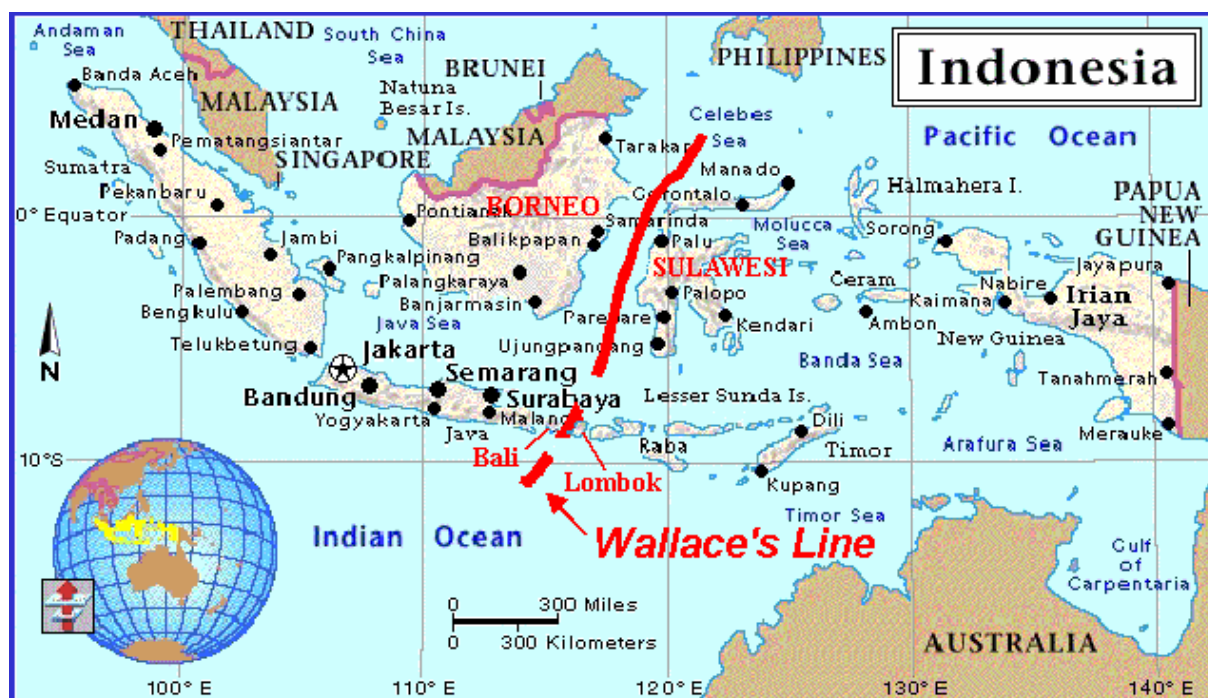 Indonesia
Andaman
Sea
THAILAND
South China
Sea
PHILIPPINES
Banda Aceh
BRUNEI
Natuna
Besar Is.
MALAYSIA
Medan
Pematangsiantar
MALAYSIA
Celebes
Sea
Pacific Ocean
Tarakan
Sumatra
SINGAPORE
Manado
Pekanbaru
Gorontalo
Halmahera I.
PAPUA
NEW
GUINEA
0° Equator
Pontianak
BORNEO
Samarinda
Molucca
Sea
Sorong
Padang
Jambi
Balikpapan
Palu
Pangkalpinang
SULAWESI
Jayapura
Palangkaraya
Ceram
Nabire
Palembang
Palopo
Kaimana
Irian
Jaya
Banjarmasin
Bengkulu
Java Sea
Parepare
Kendari
Ambon
New Guinea
Telukbetung
Ujungpandang
Banda Sea
N
Jakarta
Semarang
Tanahmerah
Bandung
Surabaya
Lesser Sunda Is.
Yogyakarta
Malang
Dili
Merauke
Java
Raba
Timor
Arafura Sea
10°S
Bali
Lombok
Kupang
Timor Sea
Indian Ocean
Wallace's Line
Gulf
of
Carpentaria
0 300 Miles
0 300 Kilometers
AUSTRALIA
100° E
110° E
120° E
130° E
140° E